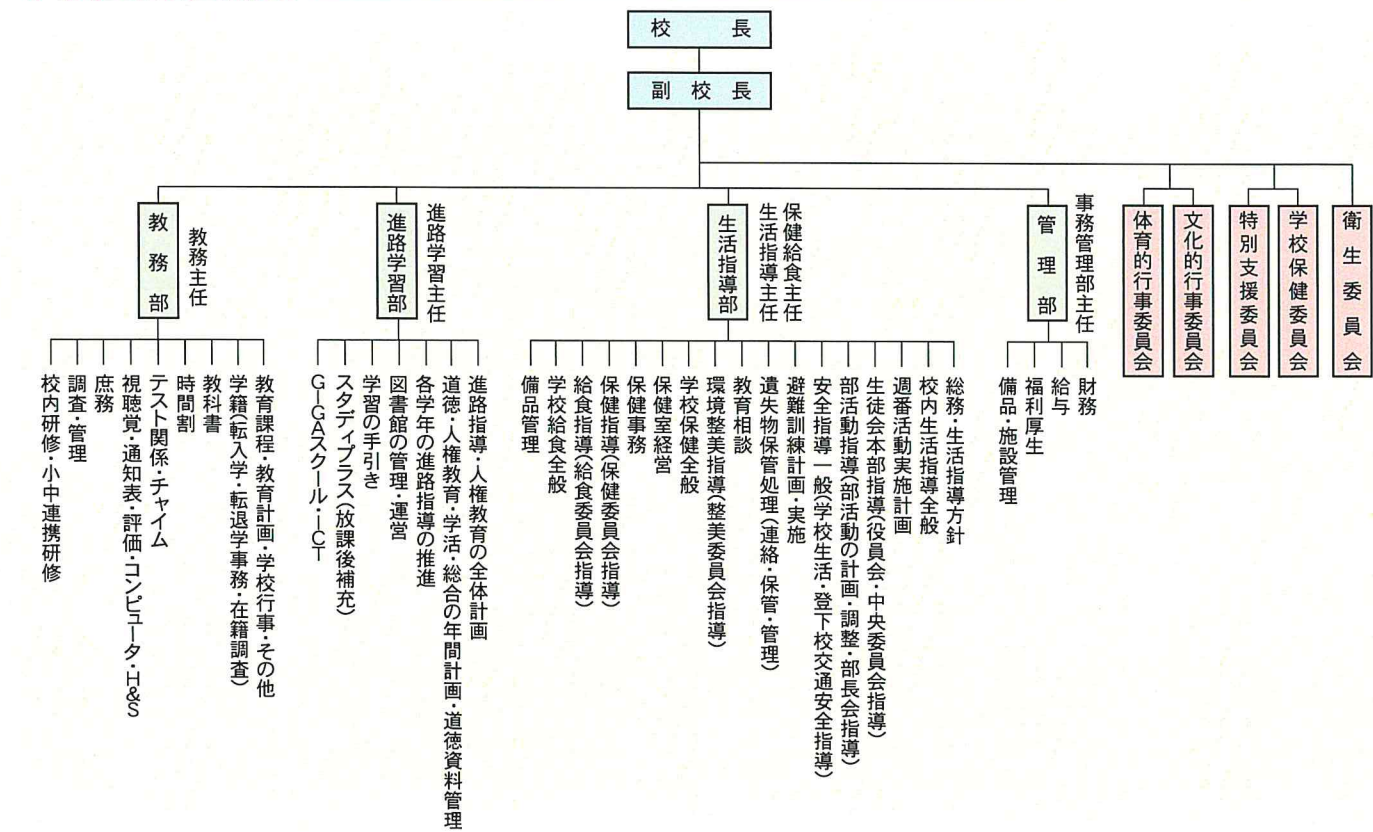 校長
副校長
教務部
教務主任
進路学習部
進路学習主任
生活指導部
保健給食主任
生活指導主任
管理部
事務管理部主任
体育的行事委員会
文化的行事委員会
特別支援委員会
学校保健委員会
衛生委員会
教育課程・教育計画・学校行事・その他
学籍(転入学・転退学事務・在籍調査)
教科書
時間割
テスト関係・チャイム
視聴覚・通知表・評価・コンピュータ・H&S
庶務
調査・管理
校内研修・小中連携研修
進路指導・人権教育の全体計画
道徳・人権教育・学活・総合の年間計画・道徳資料管理
各学年の進路指導の推進
図書館の管理・運営
学習の手引き
スタディプラス(放課後補充)
GIGAスクール・ICT
総務・生活指導方針
校内生活指導全般
週番活動実施計画
生徒会本部指導(役員会・中央委員会指導)
部活動指導(部活動の計画・調整・部長会指導)
安全指導一般(学校生活・登下校交通安全指導)
避難訓練計画・実施
遺失物保管処理(連絡・保管・管理)
教育相談
環境整美指導(整美委員会指導)
学校保健全般
保健室経営
保健事務
保健指導(保健委員会指導)
給食指導(給食委員会指導)
学校給食全般
備品管理
財務
給与
福利厚生
備品・施設管理